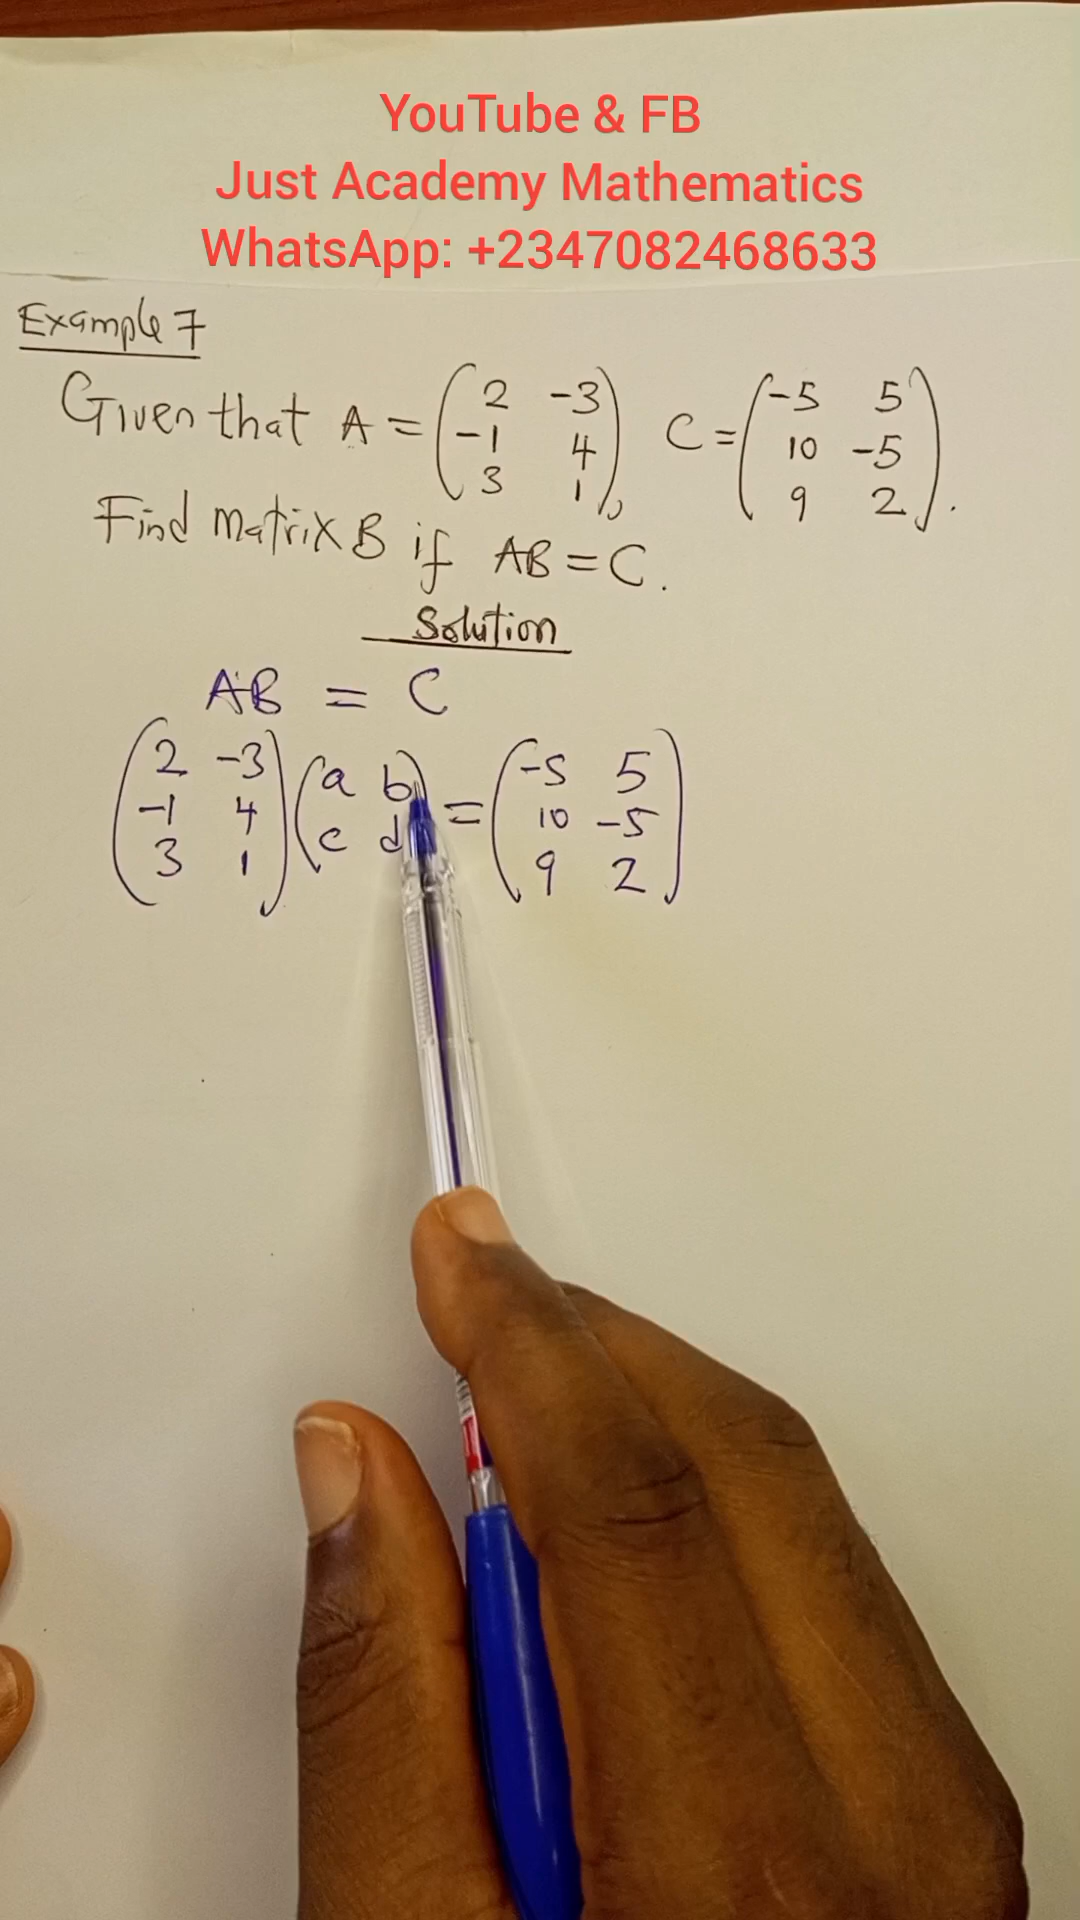 YouTube & FB
Just Academy Mathematics
WhatsApp: +2347082468633
Example 7
Given that A = ( 2 -3 ; -1 4 ; 3 1 ), C = ( -5 5 ; 10 -5 ; 9 2 ).
Find matrix B if AB = C.
Solution
AB = C
( 2 -3 ; -1 4 ; 3 1 ) ( a b ; c d ) = ( -5 5 ; 10 -5 ; 9 2 )